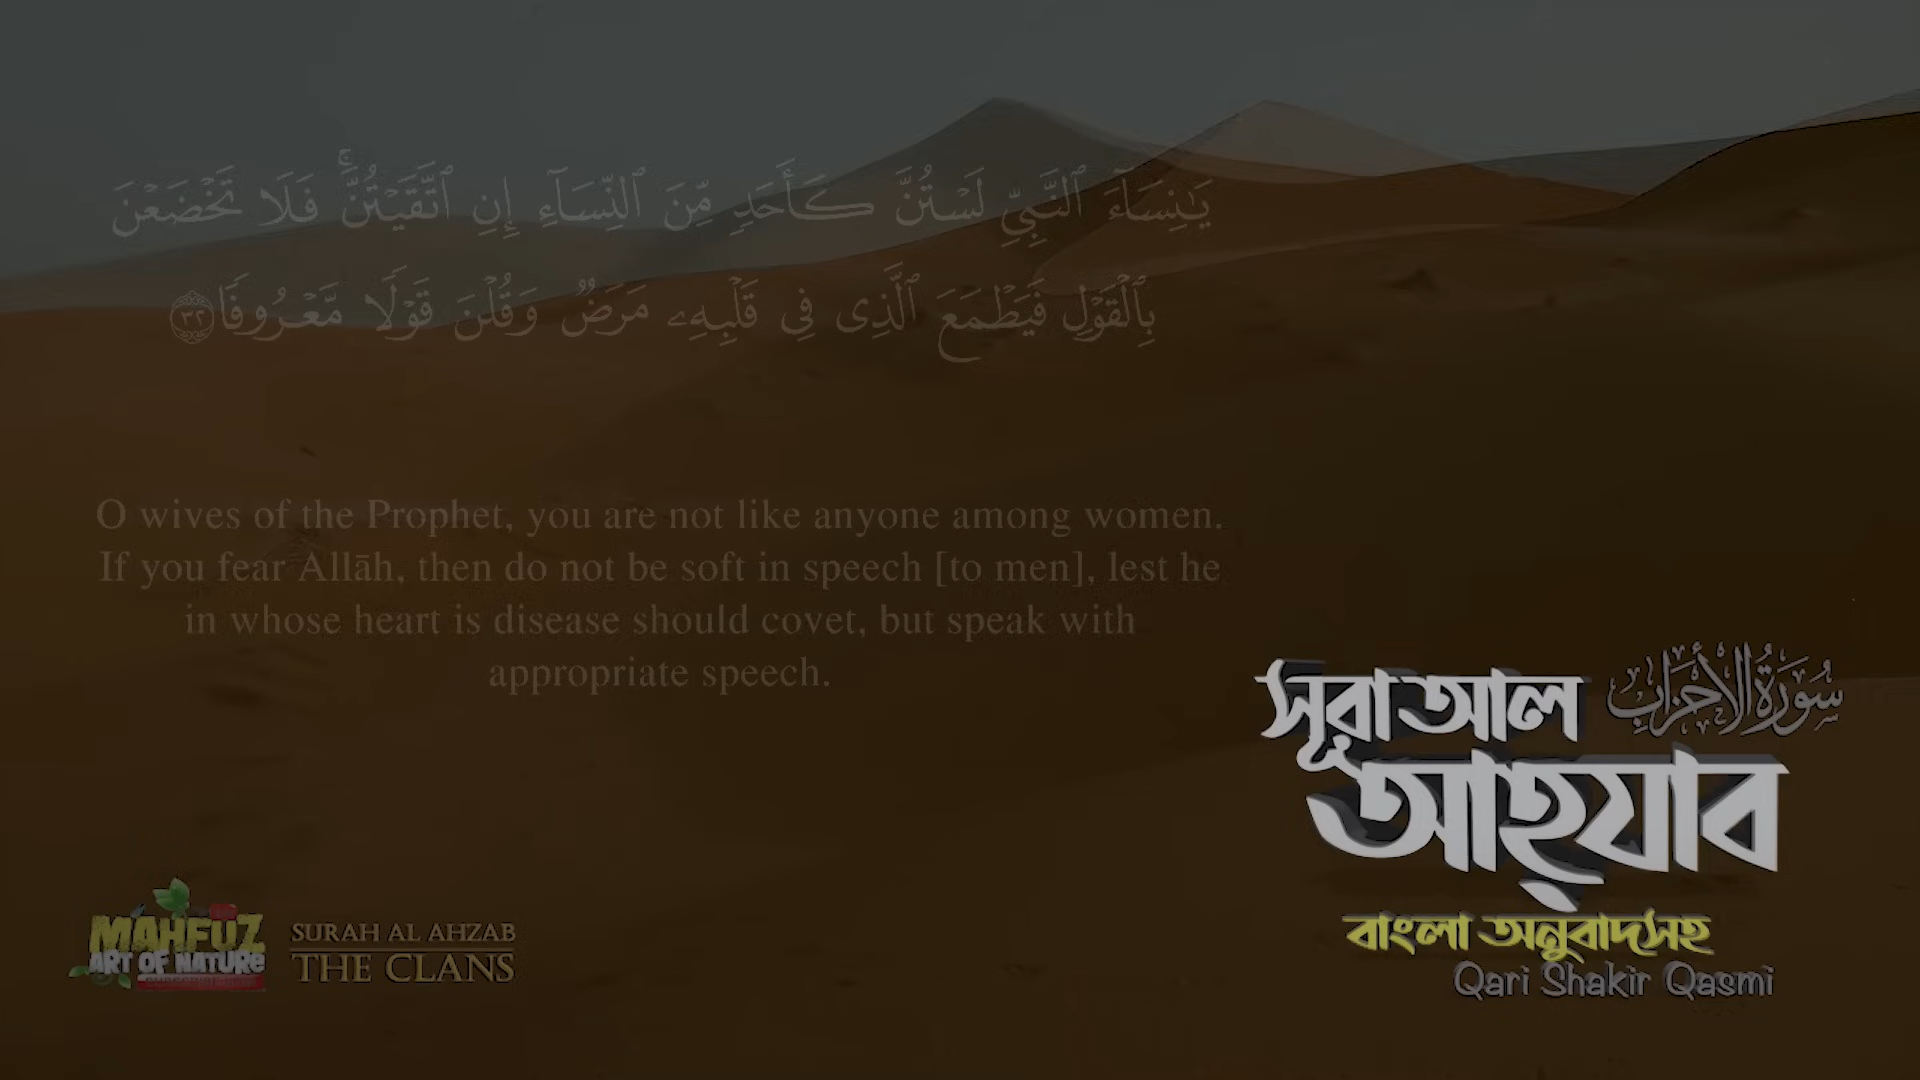 يَـٰنِسَآءَ ٱلنَّبِىِّ لَسْتُنَّ كَأَحَدٍ مِّنَ ٱلنِّسَآءِ إِنِ ٱتَّقَيْتُنَّ ۚ فَلَا تَخْضَعْنَ
بِٱلْقَوْلِ فَيَطْمَعَ ٱلَّذِى فِى قَلْبِهِۦ مَرَضٌ وَقُلْنَ قَوْلًا مَّعْرُوفًا ٣٢
O wives of the Prophet, you are not like anyone among women.
If you fear Allāh, then do not be soft in speech [to men], lest he
in whose heart is disease should covet, but speak with
appropriate speech.
সূরা আল
سُورَةُ الأَحْزَاب
আহ্‌যাব
বাংলা অনুবাদসহ
Qari Shakir Qasmi
MAHFUZ
ART OF NATURE
SURAH AL AHZAB
THE CLANS